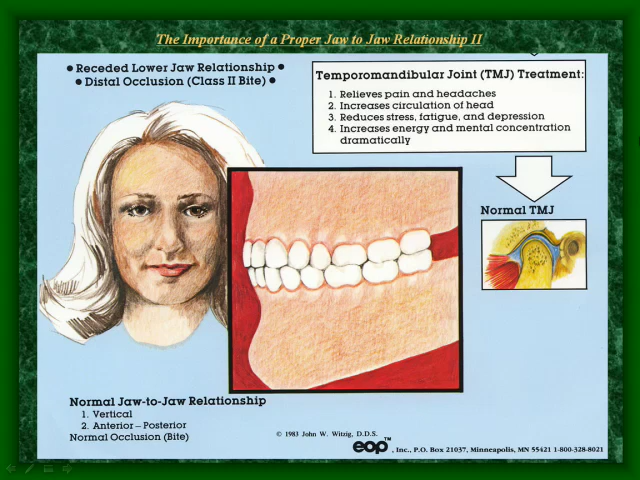 The Importance of a Proper Jaw to Jaw Relationship II
● Receded Lower Jaw Relationship ●
● Distal Occlusion (Class II Bite) ●
Temporomandibular Joint (TMJ) Treatment:
1. Relieves pain and headaches
2. Increases circulation of head
3. Reduces stress, fatigue, and depression
4. Increases energy and mental concentration
dramatically
Normal TMJ
Normal Jaw-to-Jaw Relationship
1. Vertical
2. Anterior – Posterior
Normal Occlusion (Bite)
© 1983 John W. Witzig, D.D.S.
eop™, Inc., P.O. Box 21037, Minneapolis, MN 55421 1-800-328-8021